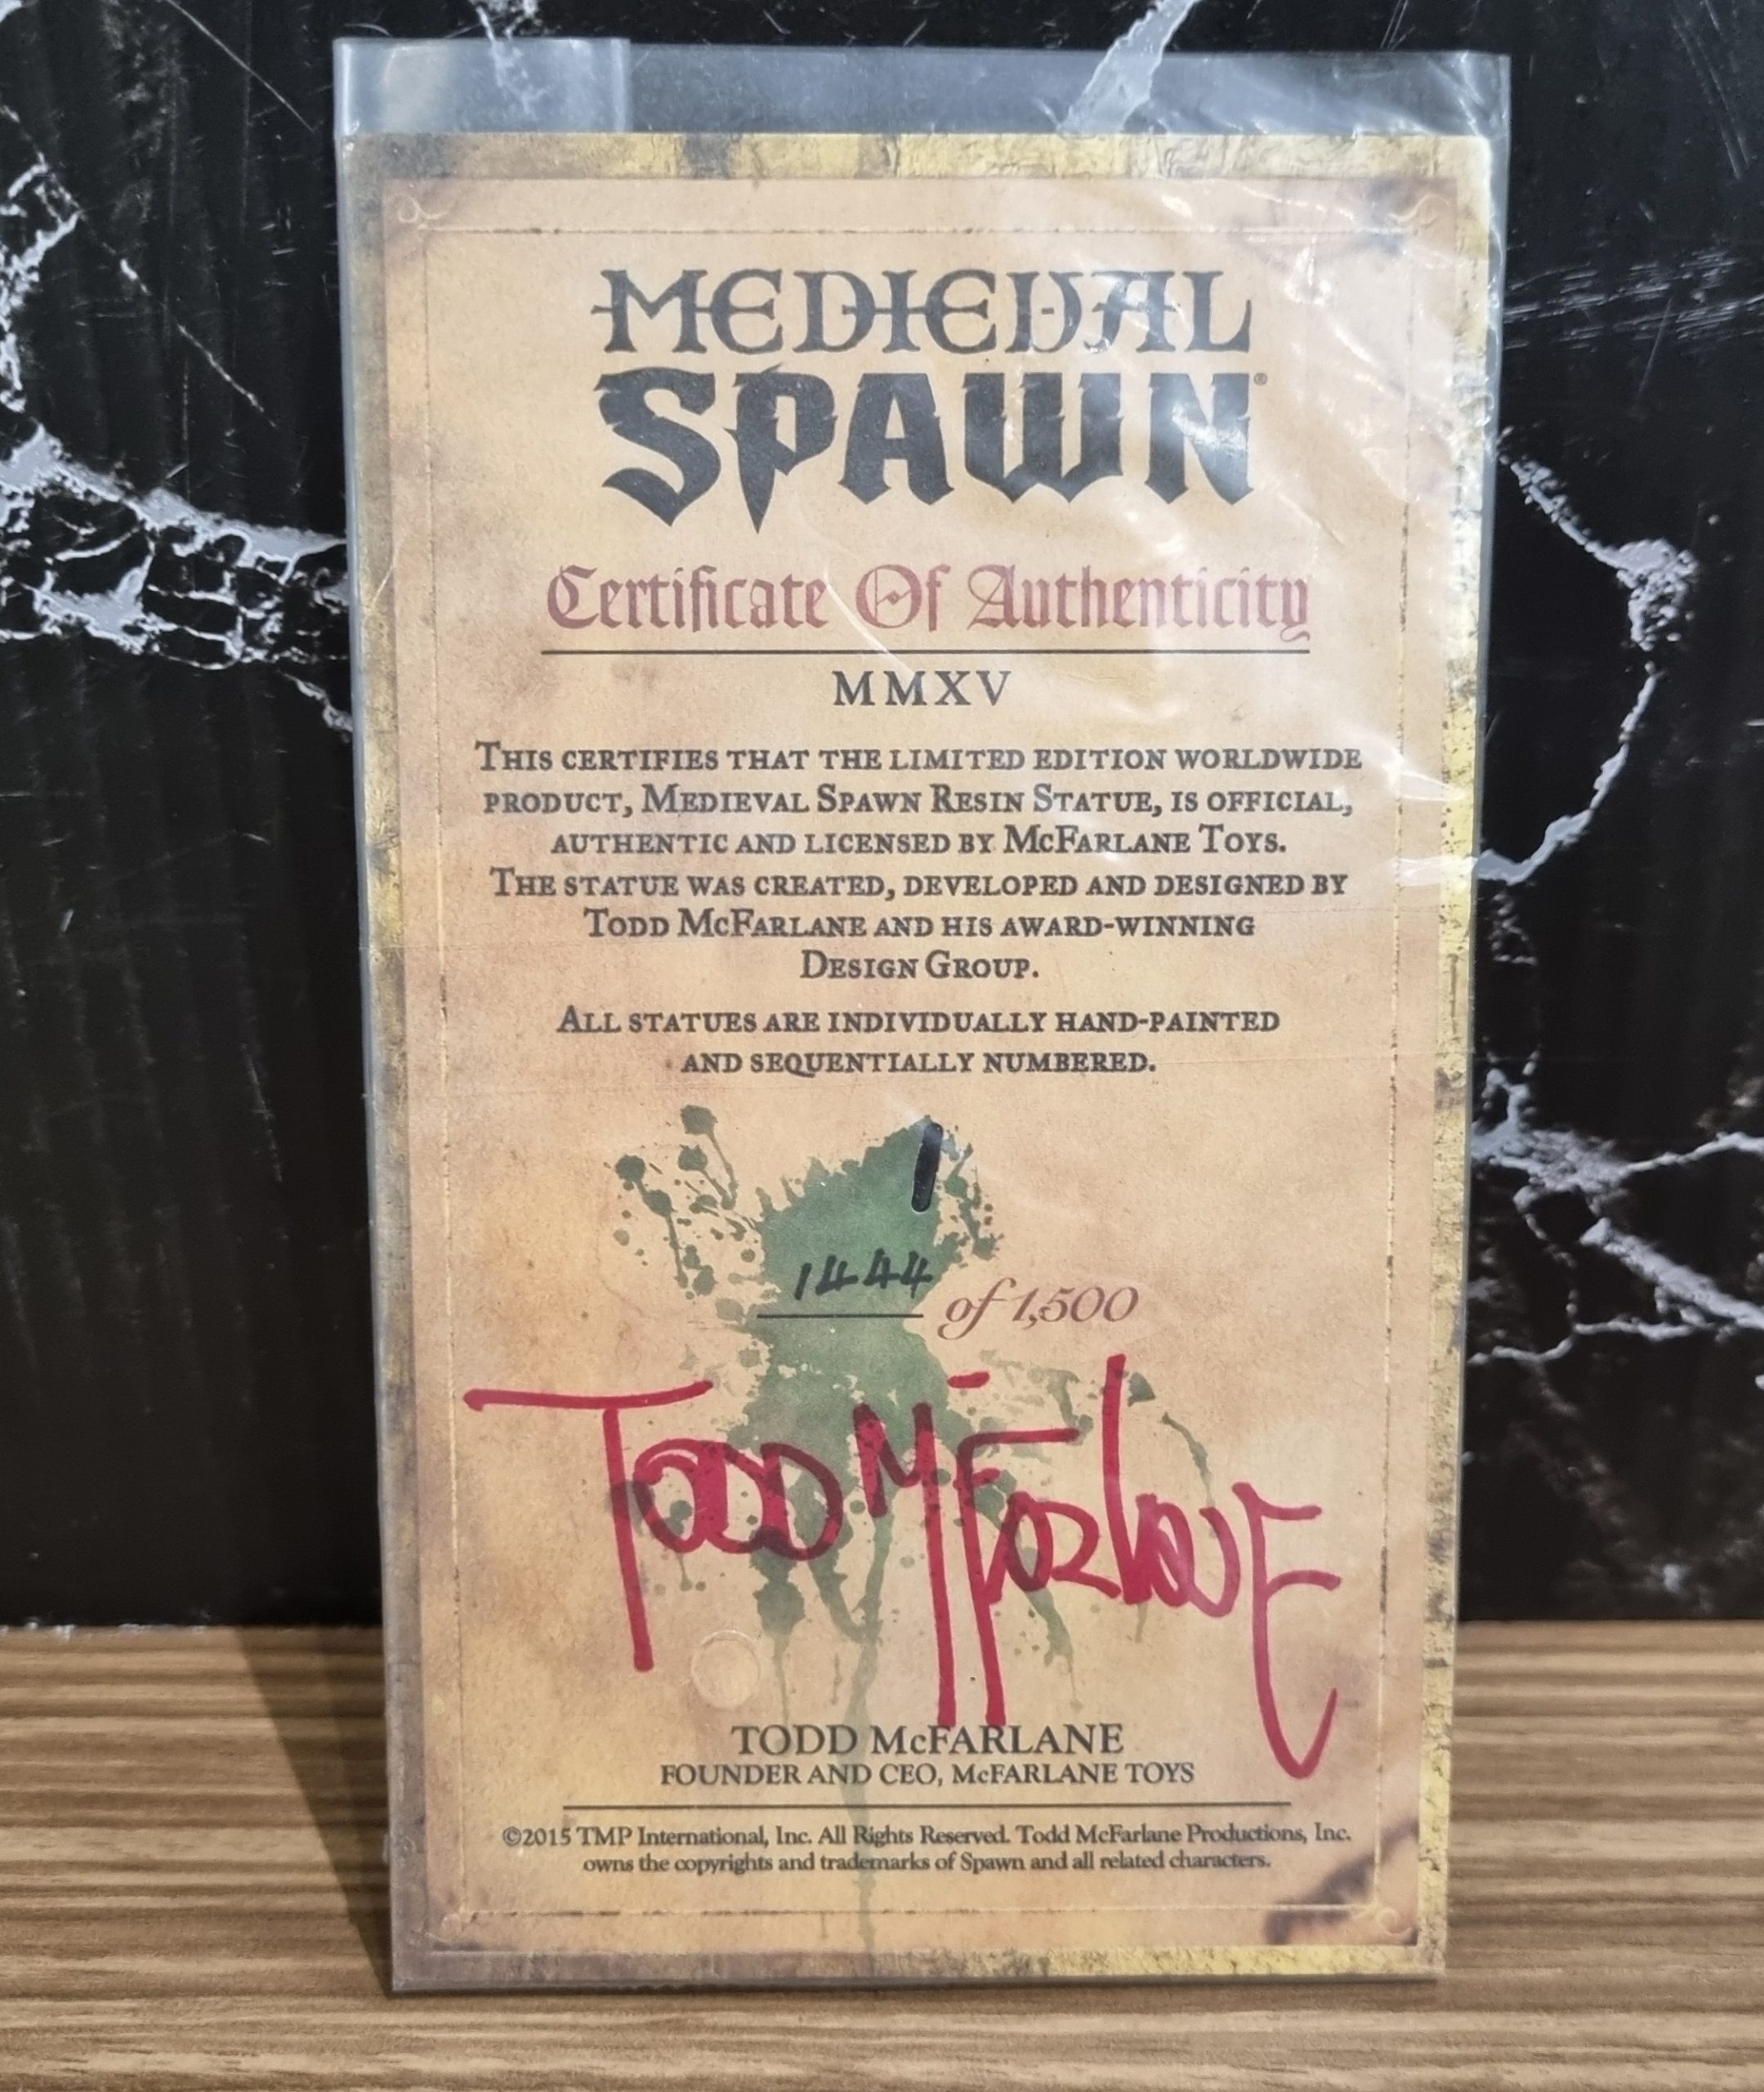 MEDIEVAL
SPAWN®
Certificate Of Authenticity
MMXV
THIS CERTIFIES THAT THE LIMITED EDITION WORLDWIDE
PRODUCT, MEDIEVAL SPAWN RESIN STATUE, IS OFFICIAL,
AUTHENTIC AND LICENSED BY MCFARLANE TOYS.
THE STATUE WAS CREATED, DEVELOPED AND DESIGNED BY
TODD MCFARLANE AND HIS AWARD-WINNING
DESIGN GROUP.
ALL STATUES ARE INDIVIDUALLY HAND-PAINTED
AND SEQUENTIALLY NUMBERED.
1444 of 1,500
TODD McFARLANE
TODD McFARLANE
FOUNDER AND CEO, McFARLANE TOYS
©2015 TMP International, Inc. All Rights Reserved. Todd McFarlane Productions, Inc.
owns the copyrights and trademarks of Spawn and all related characters.